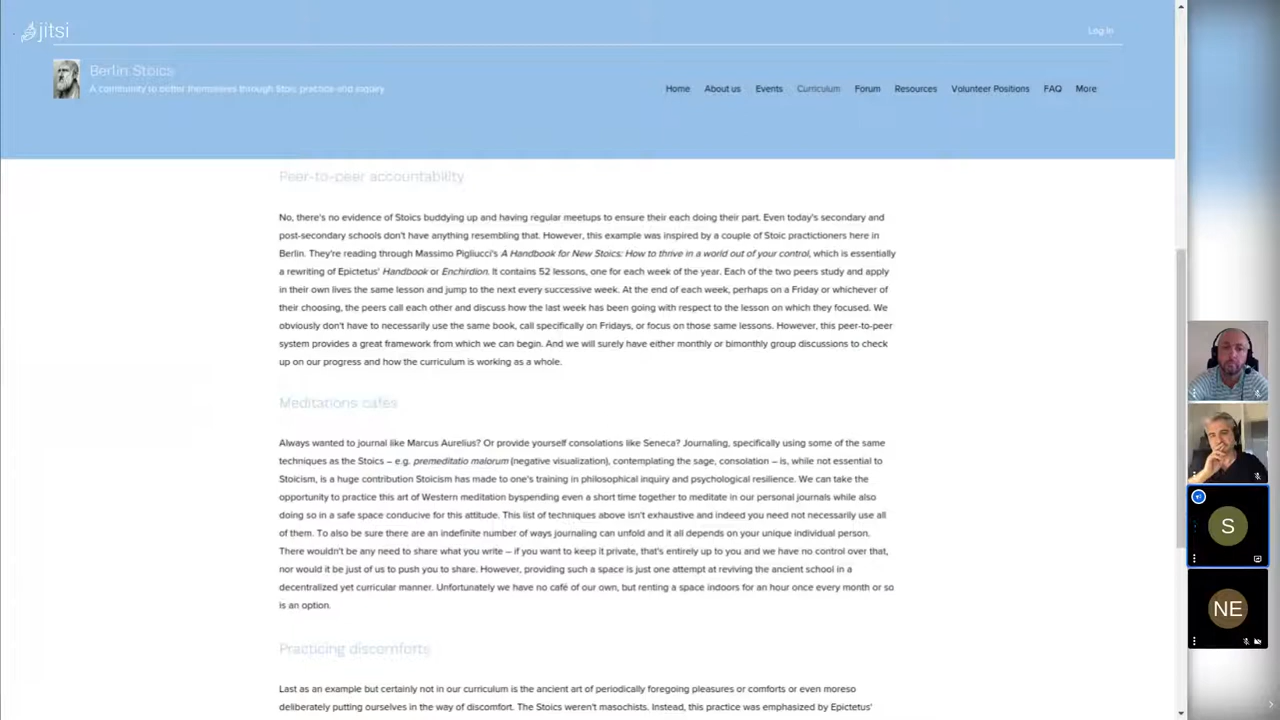 jitsi
Log In
Berlin Stoics
A community to better themselves through Stoic practice and inquiry
Home About us Events Curriculum Forum Resources Volunteer Positions FAQ More
Peer-to-peer accountability
No, there's no evidence of Stoics buddying up and having regular meetups to ensure their each doing their part. Even today's secondary and
post-secondary schools don't have anything resembling that. However, this example was inspired by a couple of Stoic practictioners here in
Berlin. They're reading through Massimo Pigliucci's A Handbook for New Stoics: How to thrive in a world out of your control, which is essentially
a rewriting of Epictetus' Handbook or Enchirdion. It contains 52 lessons, one for each week of the year. Each of the two peers study and apply
in their own lives the same lesson and jump to the next every successive week. At the end of each week, perhaps on a Friday or whichever of
their choosing, the peers call each other and discuss how the last week has been going with respect to the lesson on which they focused. We
obviously don't have to necessarily use the same book, call specifically on Fridays, or focus on those same lessons. However, this peer-to-peer
system provides a great framework from which we can begin. And we will surely have either monthly or bimonthly group discussions to check
up on our progress and how the curriculum is working as a whole.
Meditations cafes
Always wanted to journal like Marcus Aurelius? Or provide yourself consolations like Seneca? Journaling, specifically using some of the same
techniques as the Stoics – e.g. premeditatio malorum (negative visualization), contemplating the sage, consolation – is, while not essential to
Stoicism, is a huge contribution Stoicism has made to one's training in philosophical inquiry and psychological resilience. We can take the
opportunity to practice this art of Western meditation byspending even a short time together to meditate in our personal journals while also
doing so in a safe space conducive for this attitude. This list of techniques above isn't exhaustive and indeed you need not necessarily use all
of them. To also be sure there are an indefinite number of ways journaling can unfold and it all depends on your unique individual person.
There wouldn't be any need to share what you write – if you want to keep it private, that's entirely up to you and we have no control over that,
nor would it be just of us to push you to share. However, providing such a space is just one attempt at reviving the ancient school in a
decentralized yet curricular manner. Unfortunately we have no café of our own, but renting a space indoors for an hour once every month or so
is an option.
Practicing discomforts
Last as an example but certainly not in our curriculum is the ancient art of periodically foregoing pleasures or comforts or even moreso
deliberately putting ourselves in the way of discomfort. The Stoics weren't masochists. Instead, this practice was emphasized by Epictetus'
S
NE